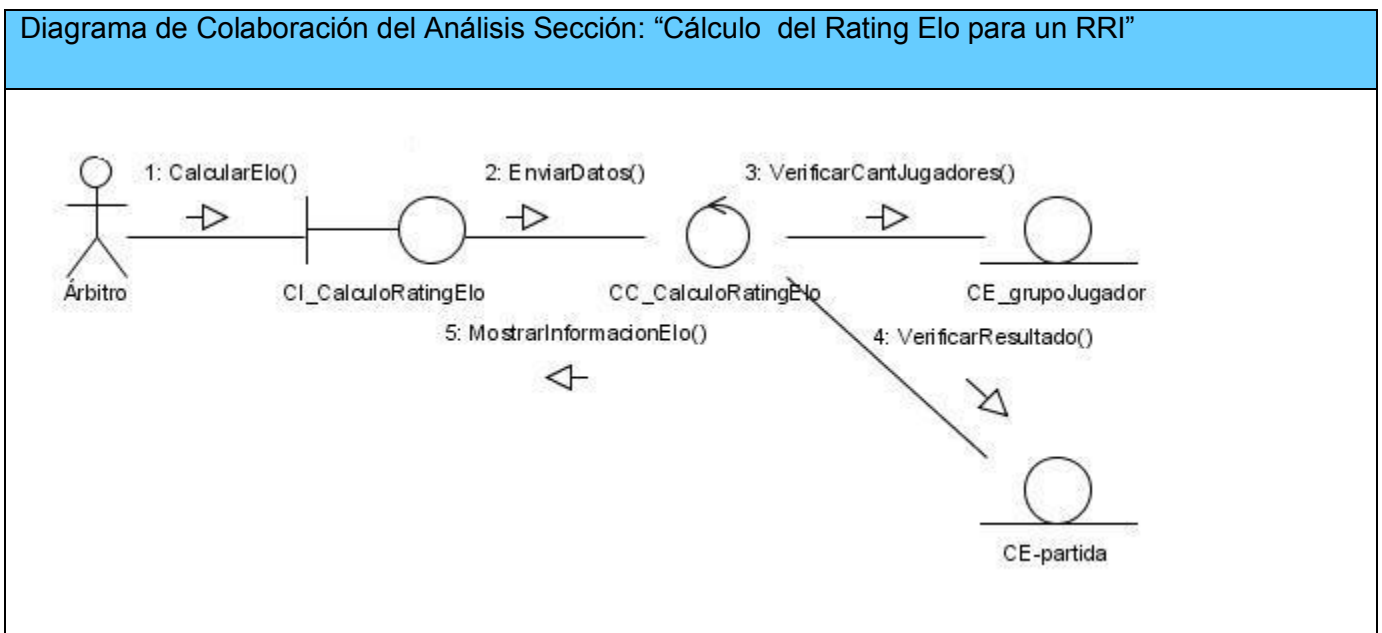 Diagrama de Colaboración del Análisis Sección: “Cálculo del Rating Elo para un RRI”
1: CalcularElo()
2: EnviarDatos()
3: VerificarCantJugadores()
Árbitro
CI_CalculoRatingElo
CC_CalculoRatingElo
CE_grupoJugador
5: MostrarInformacionElo()
4: VerificarResultado()
CE-partida